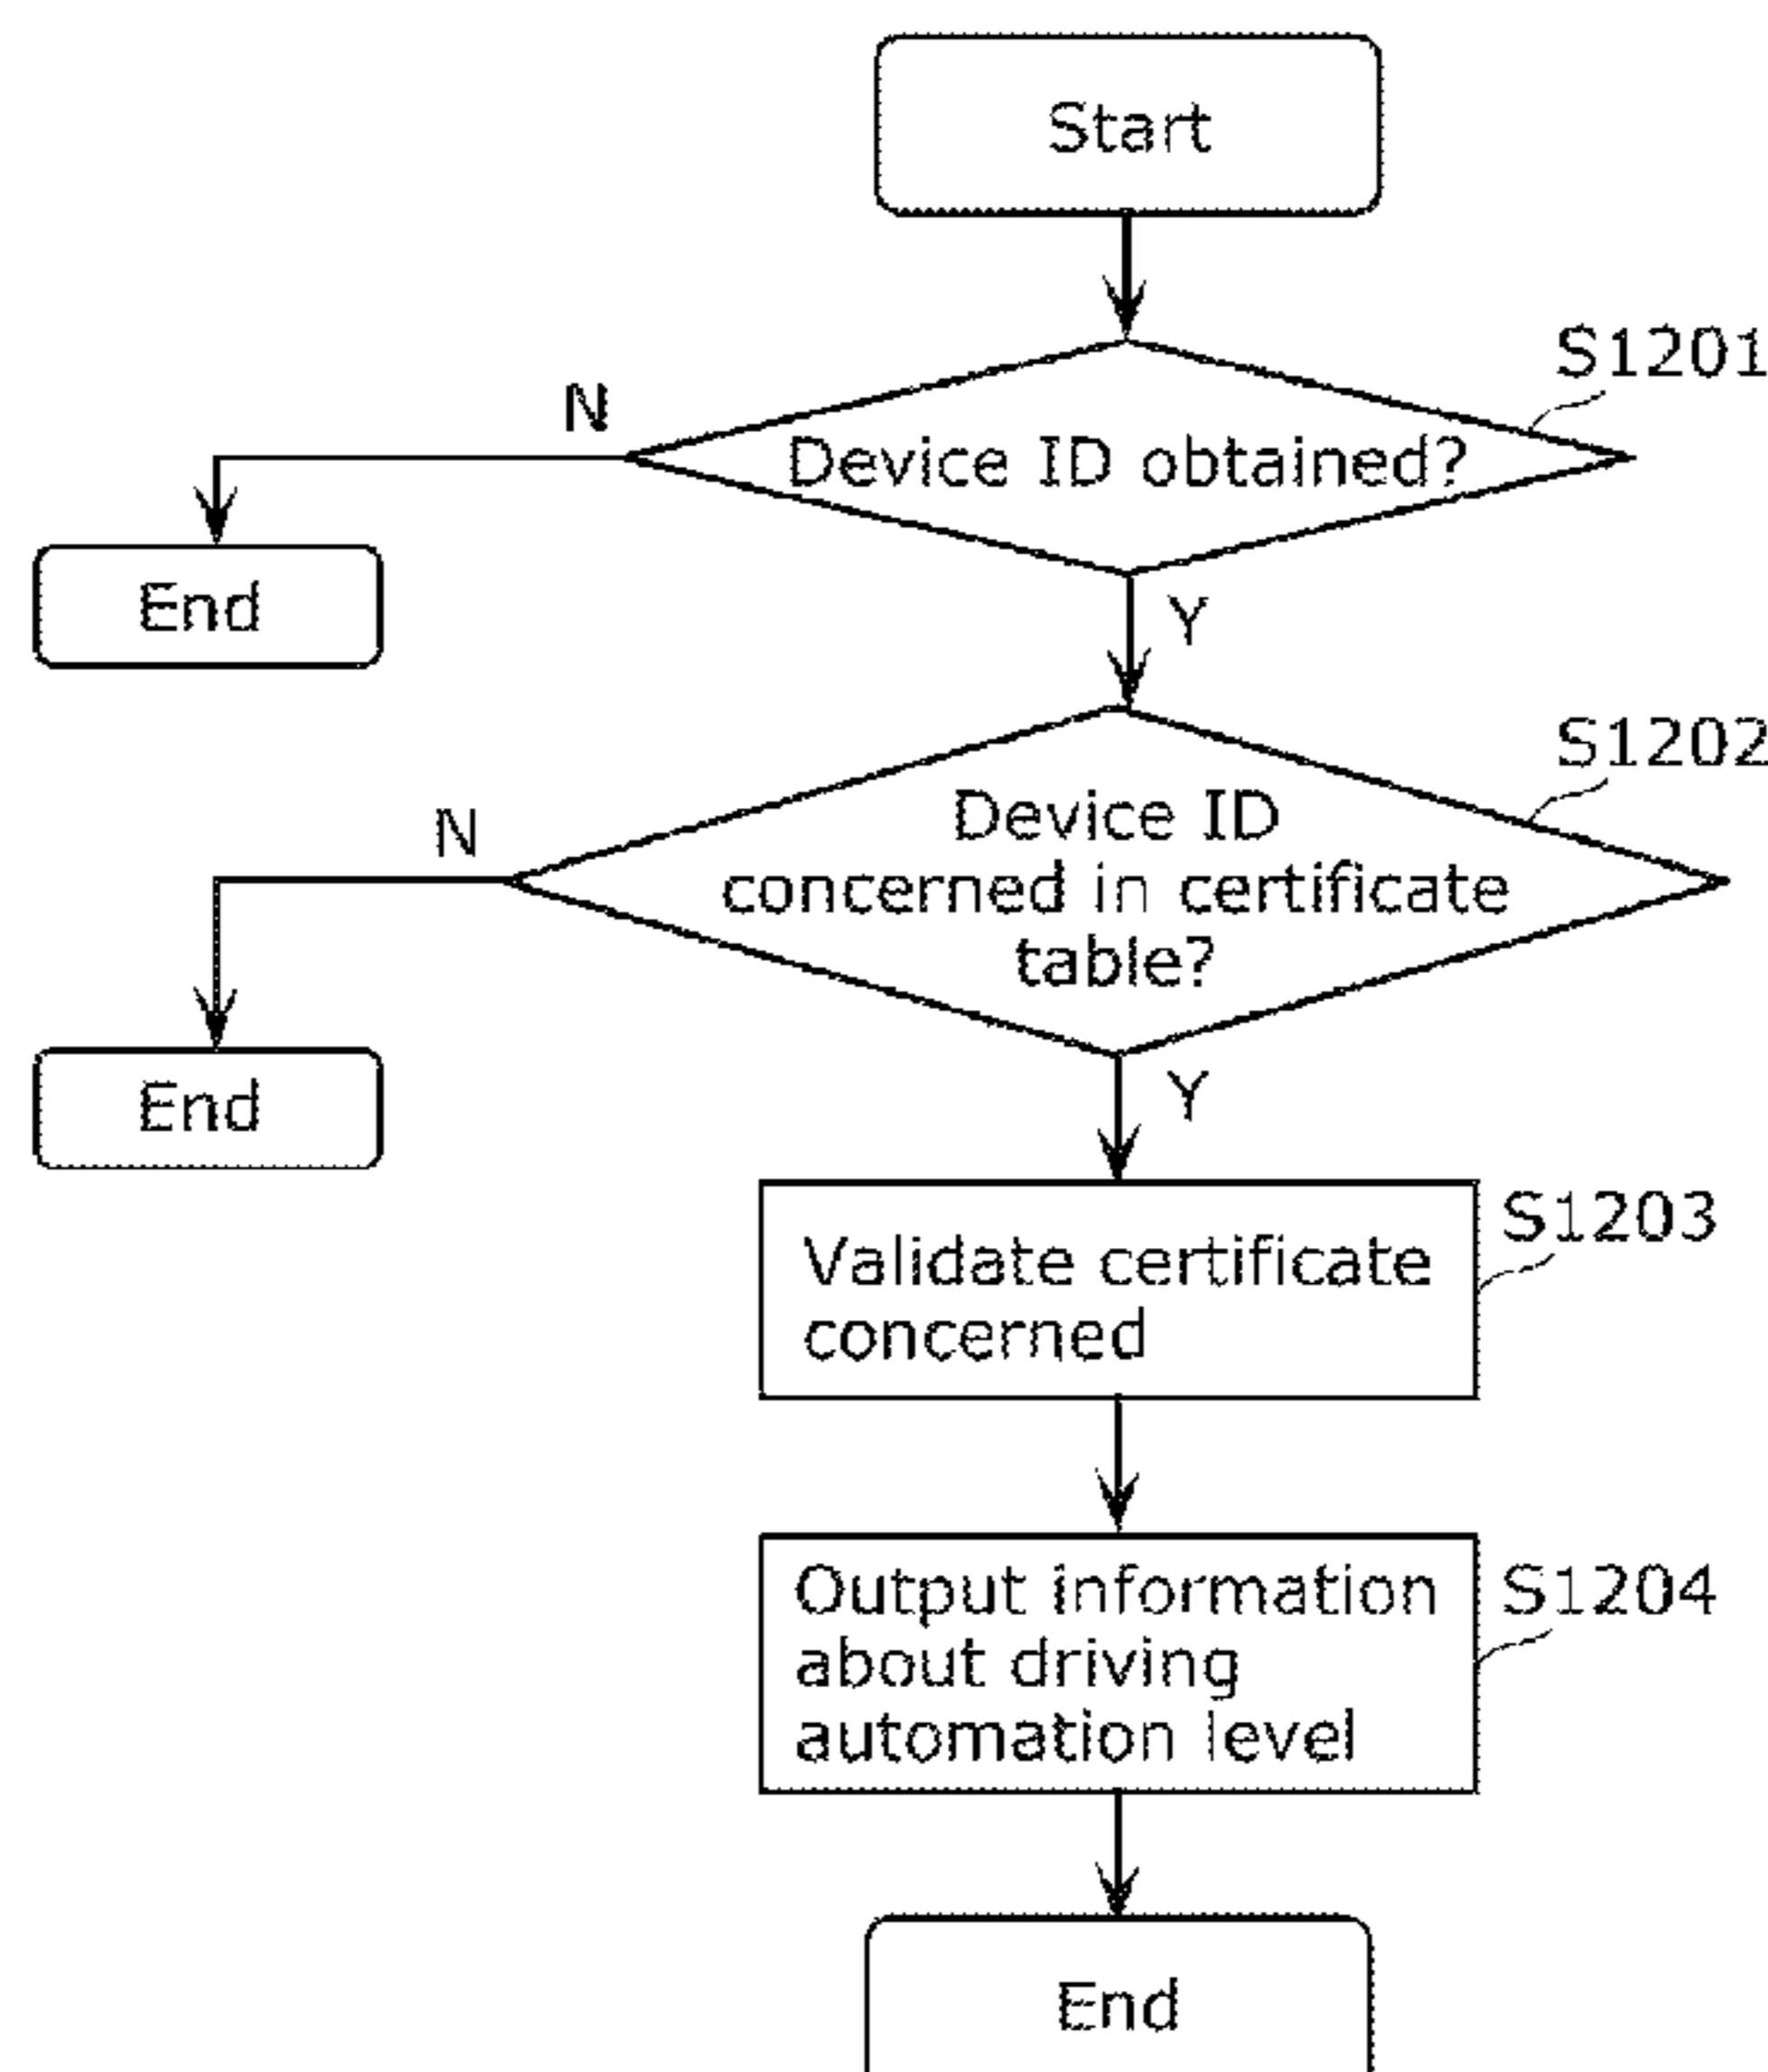 Start
S1201
N
Device ID obtained?
End
Y
S1202
N
Device ID
concerned in certificate
table?
End
Y
S1203
Validate certificate
concerned
S1204
Output information
about driving
automation level
End